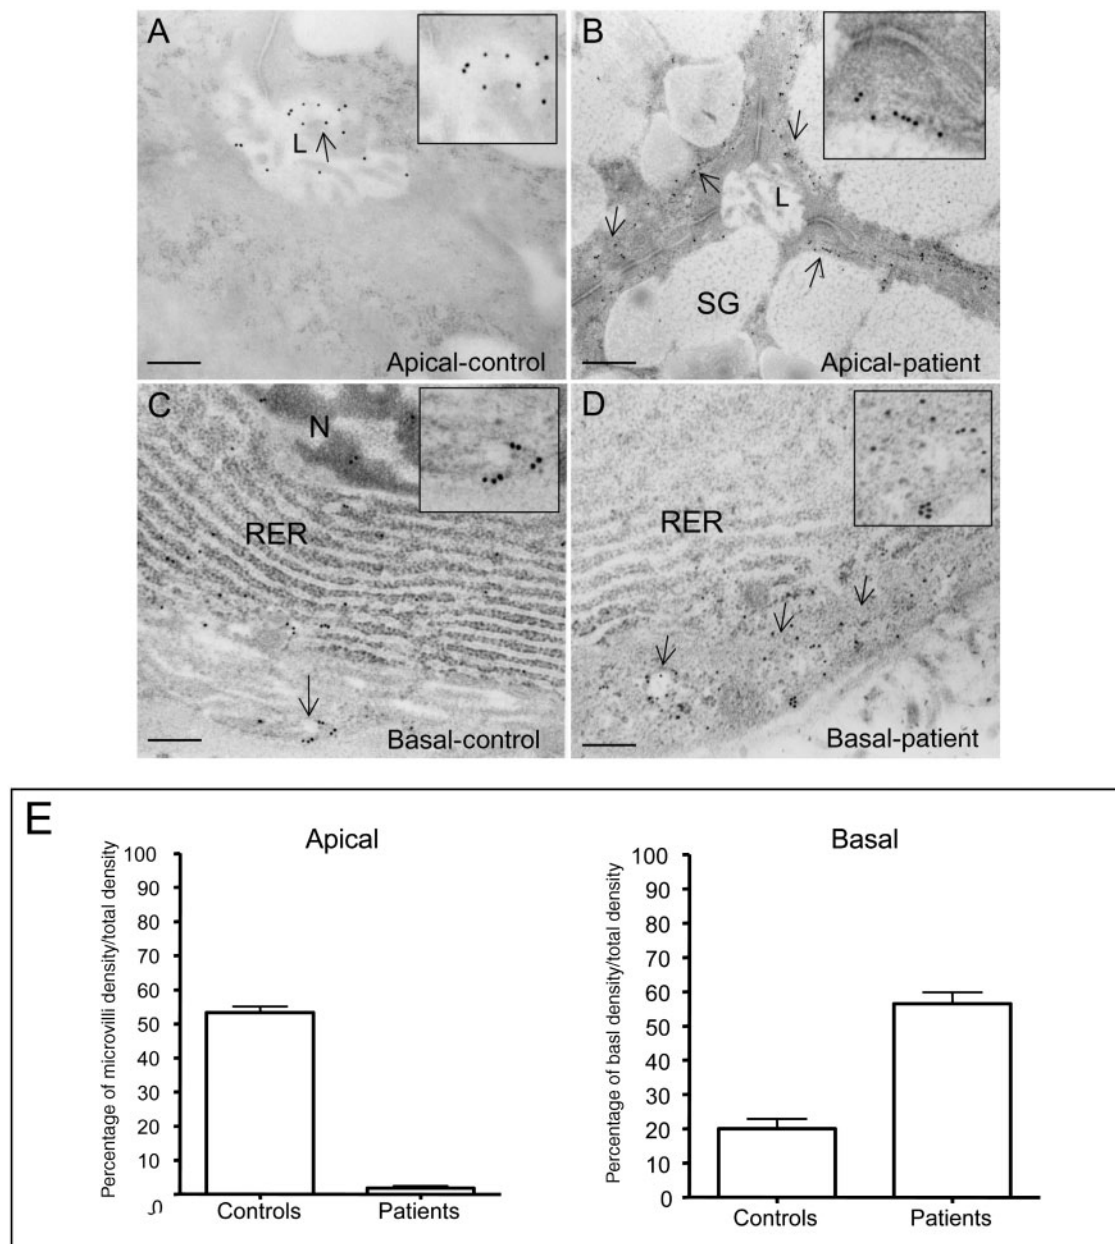 A
L
Apical-control
B
L
SG
Apical-patient
C
N
RER
Basal-control
D
RER
Basal-patient
E
Apical
Percentage of microvilli density/total density
100
90
80
70
60
50
40
30
20
10
0
Controls
Patients
Basal
Percentage of basl density/total density
100
90
80
70
60
50
40
30
20
10
0
Controls
Patients